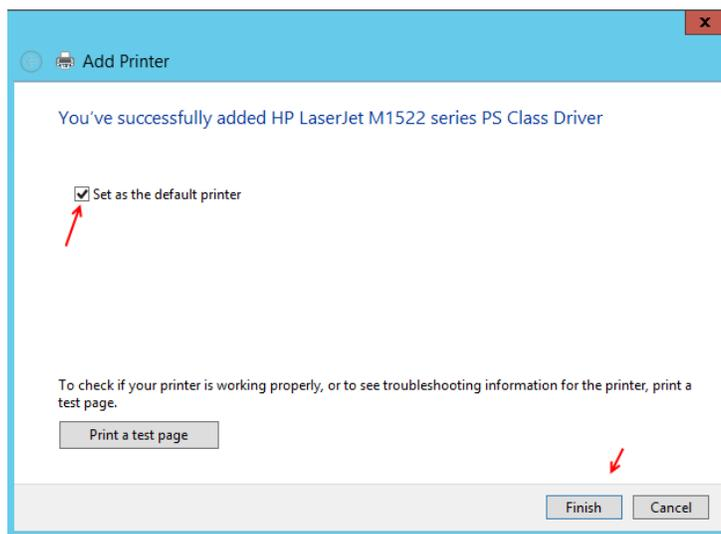 x
Add Printer
You've successfully added HP LaserJet M1522 series PS Class Driver
Set as the default printer
To check if your printer is working properly, or to see troubleshooting information for the printer, print a
test page.
Print a test page
Finish Cancel